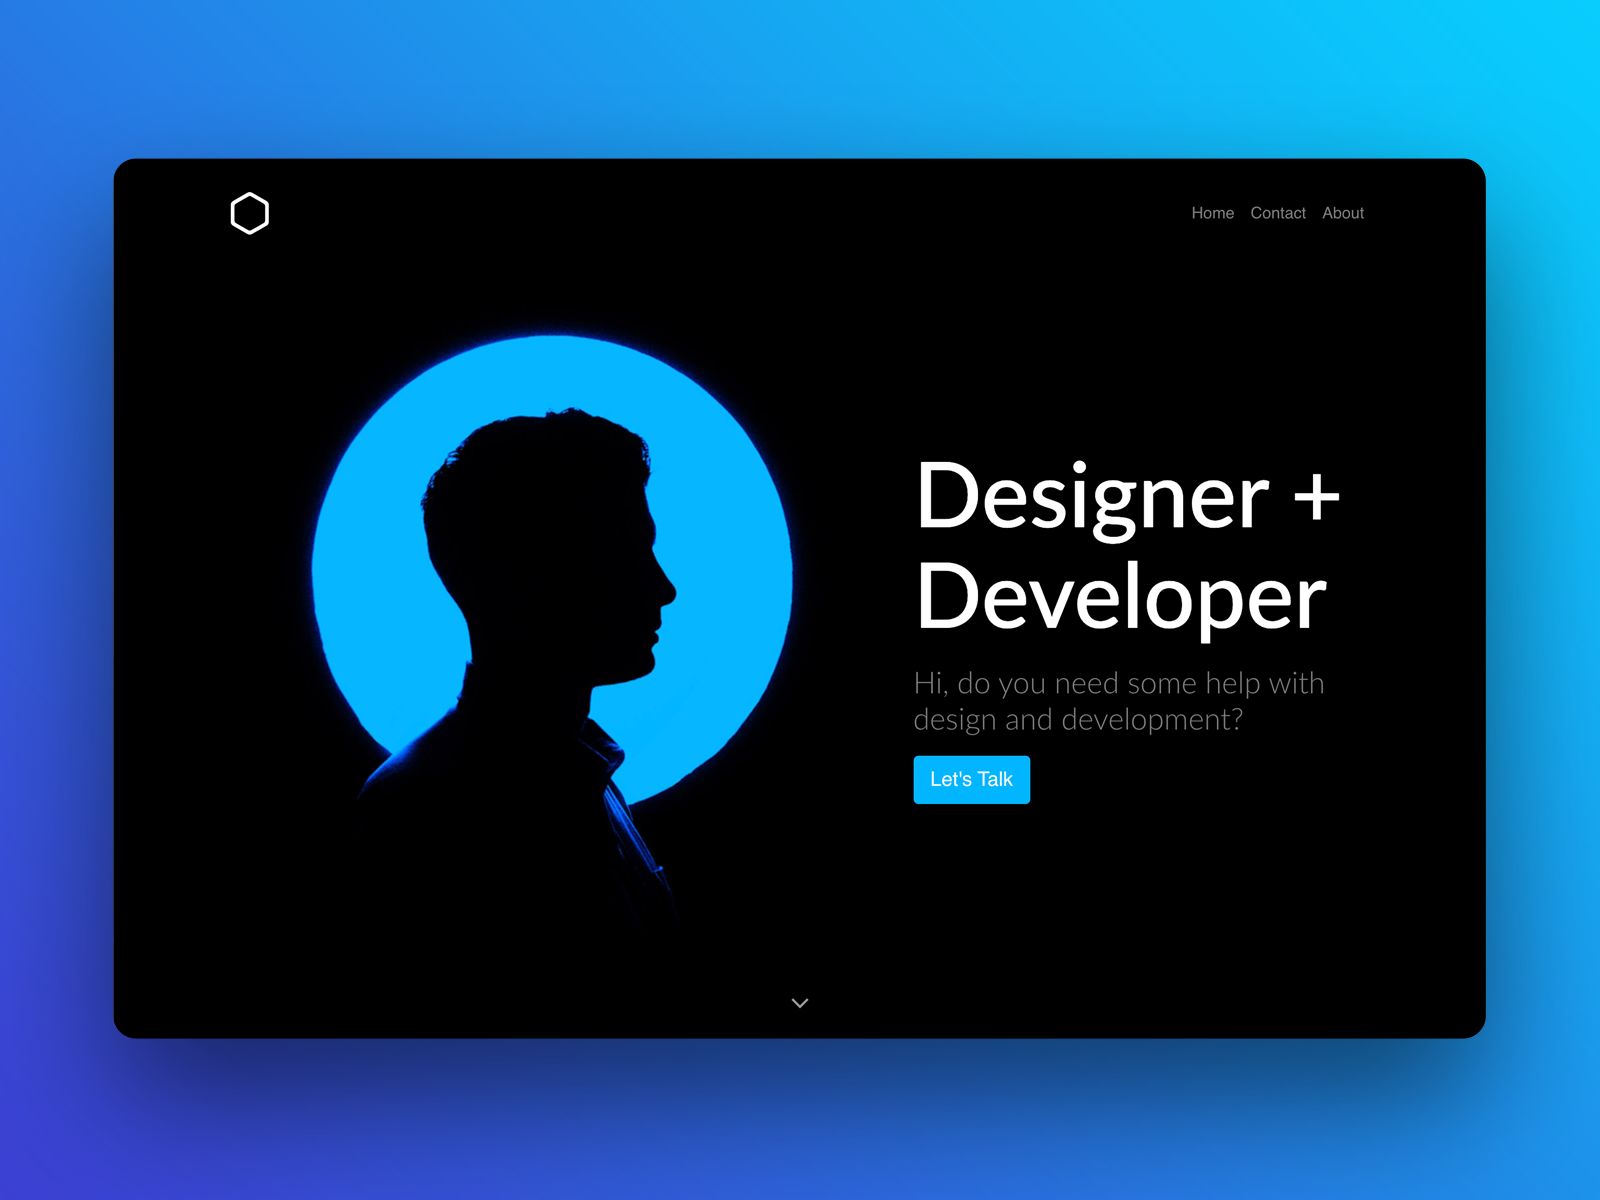 Home Contact About
Designer +
Developer
Hi, do you need some help with
design and development?
Let's Talk